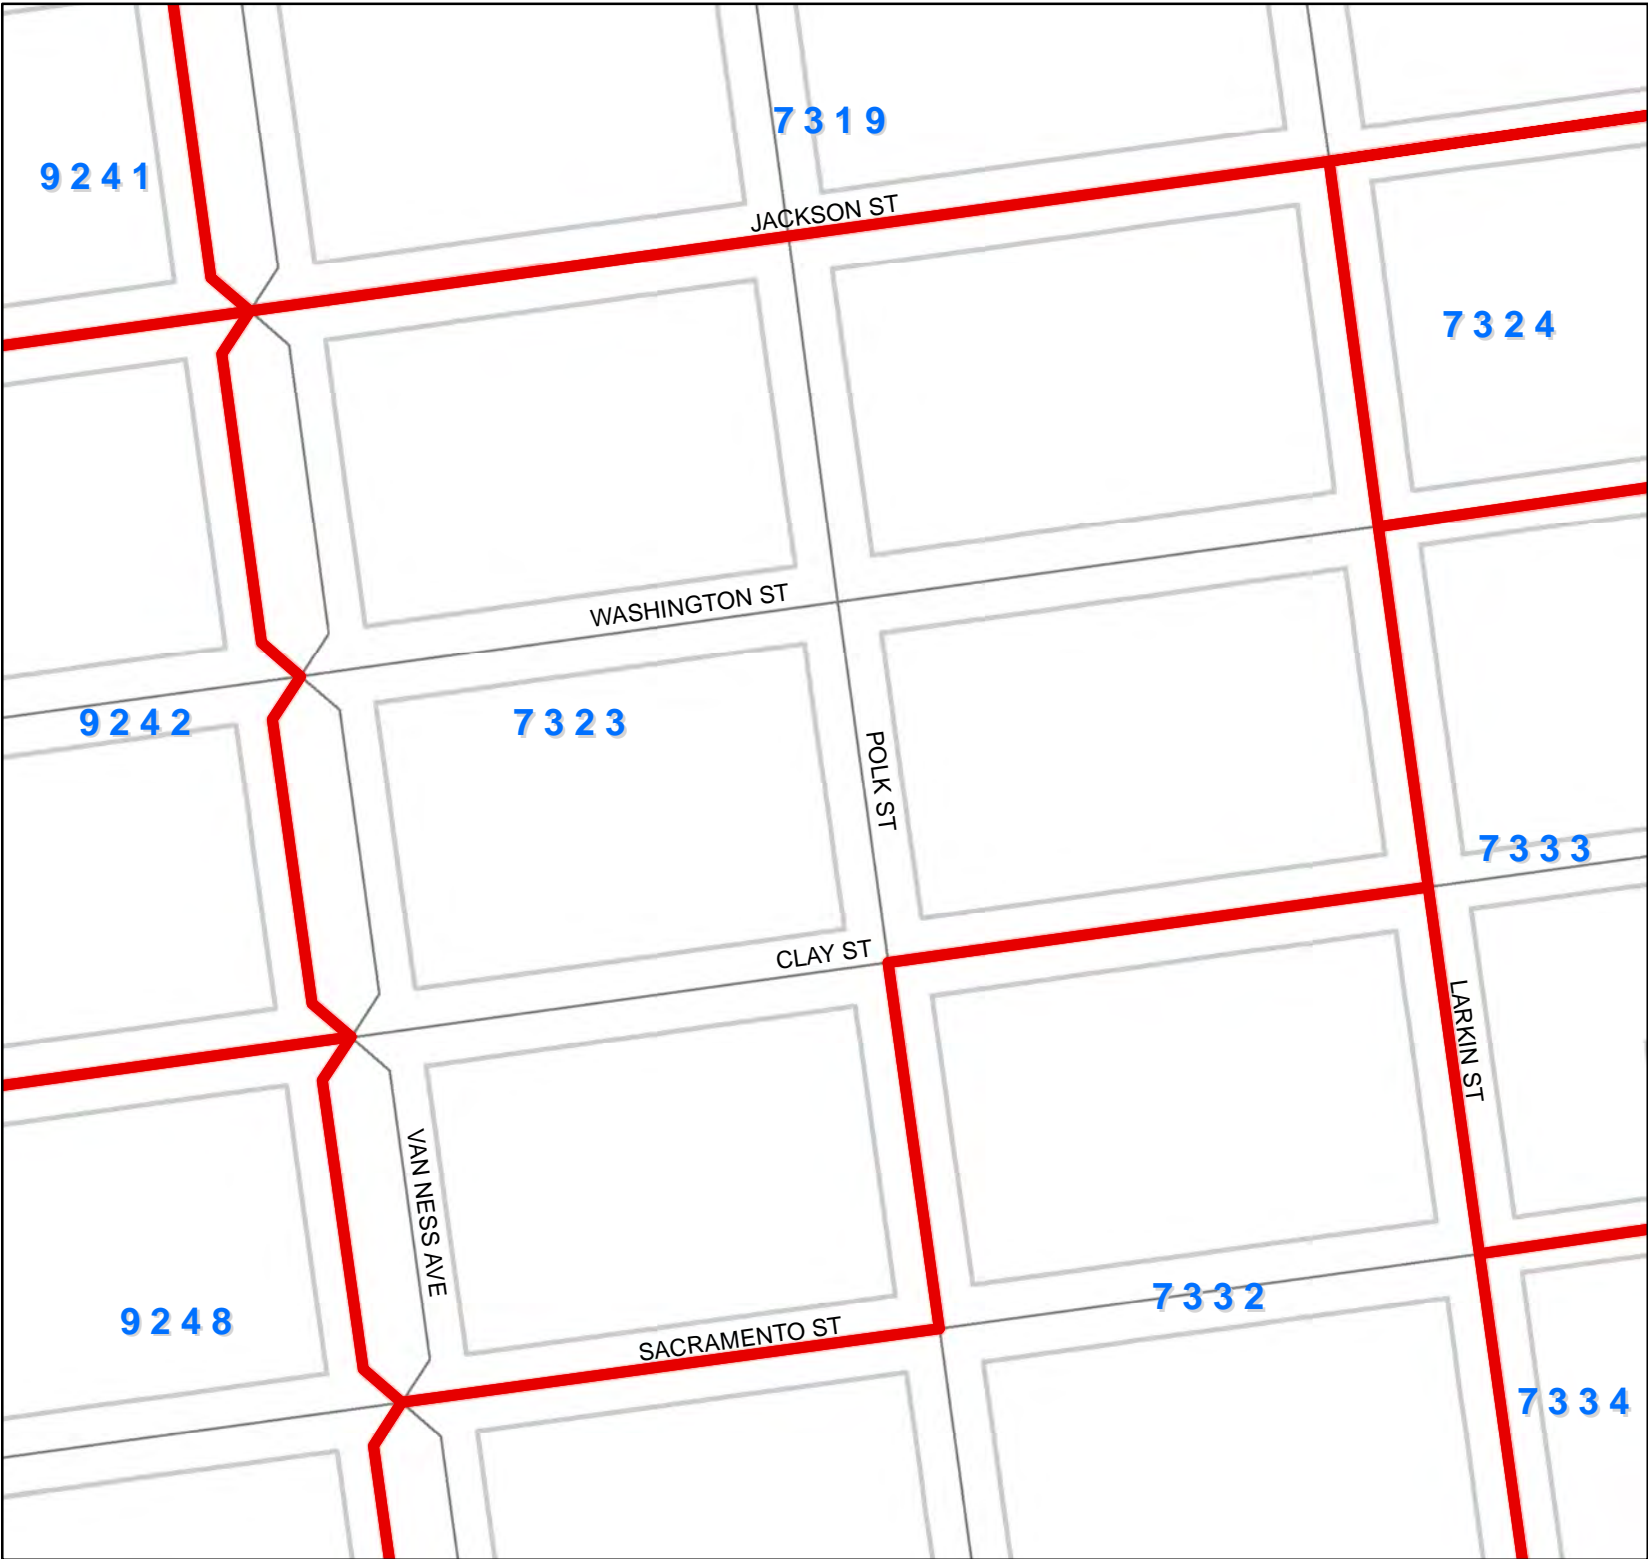 7319
9241
JACKSON ST
7324
WASHINGTON ST
9242
7323
POLK ST
7333
CLAY ST
LARKIN ST
VAN NESS AVE
7332
9248
SACRAMENTO ST
7334